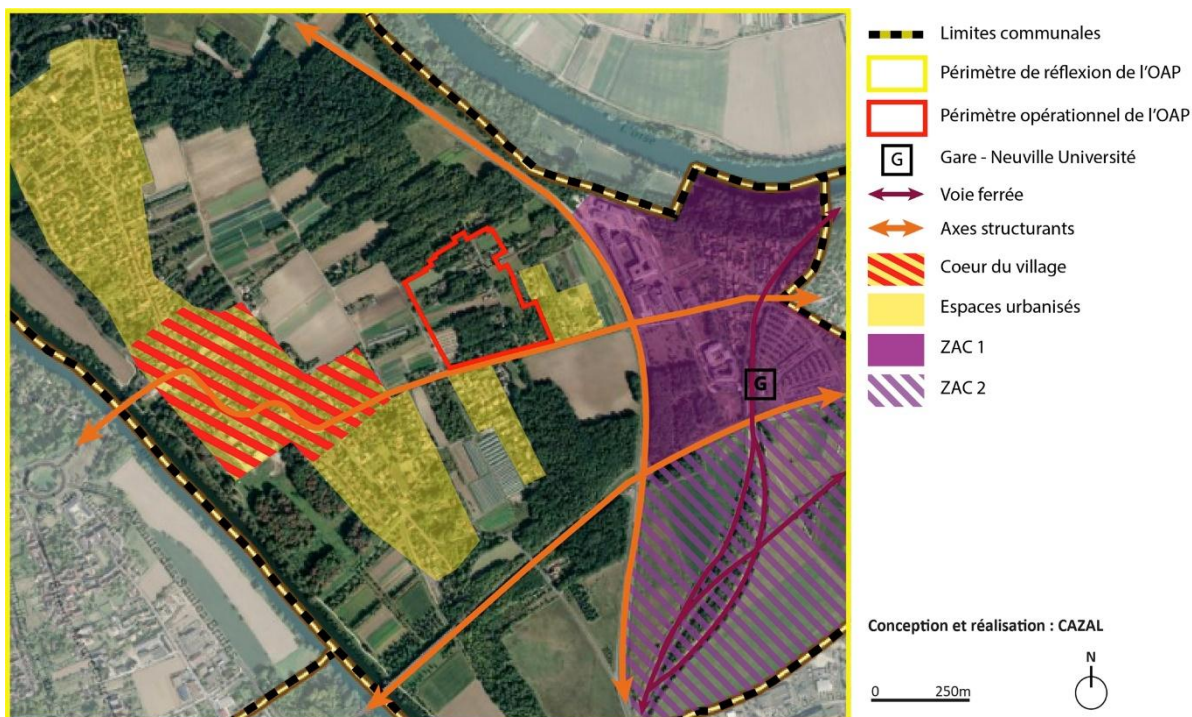 Limites communales
Périmètre de réflexion de l'OAP
Périmètre opérationnel de l'OAP
G
Gare - Neuville Université
Voie ferrée
Axes structurants
Coeur du village
Espaces urbanisés
ZAC 1
ZAC 2
G
Conception et réalisation : CAZAL
N
0 250m